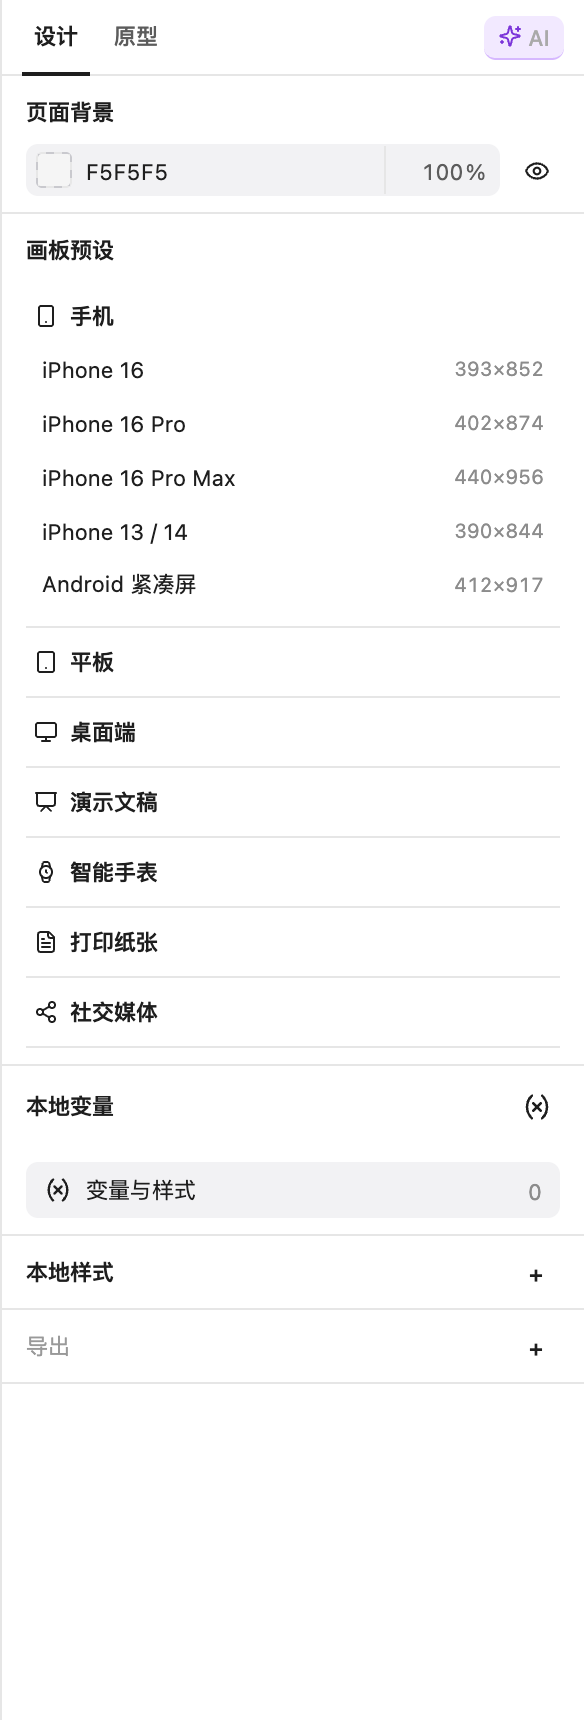 设计 原型 AI
页面背景
F5F5F5 100%
画板预设
手机
iPhone 16 393×852
iPhone 16 Pro 402×874
iPhone 16 Pro Max 440×956
iPhone 13 / 14 390×844
Android 紧凑屏 412×917
平板
桌面端
演示文稿
智能手表
打印纸张
社交媒体
本地变量
变量与样式 0
本地样式 +
导出 +